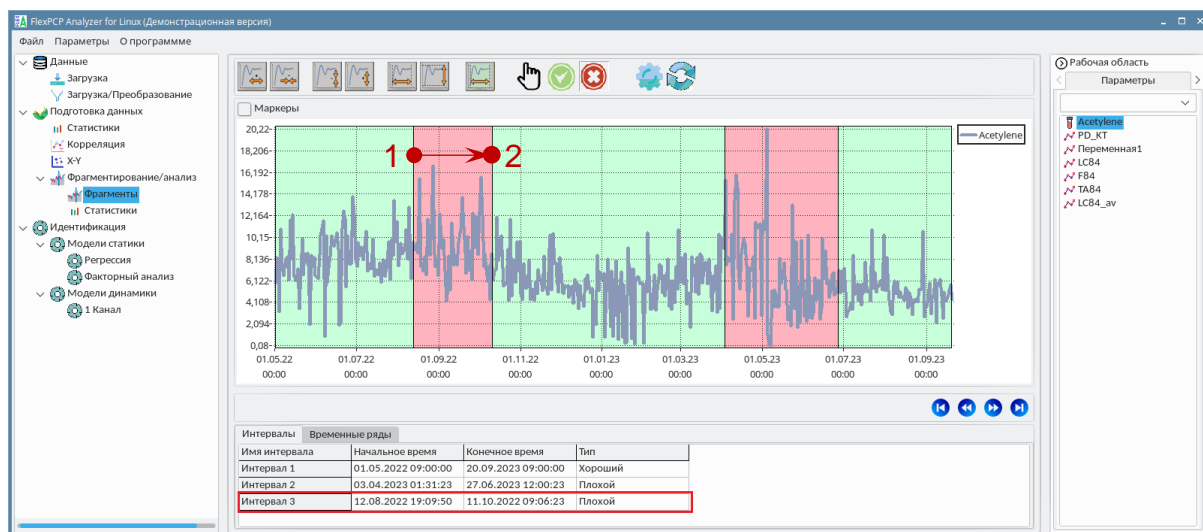 FlexPCP Analyzer for Linux (Демонстрационная версия)
Файл Параметры О программме
Данные
Загрузка
Загрузка/Преобразование
Подготовка данных
Статистики
Корреляция
X-Y
Фрагментирование/анализ
Фрагменты
Статистики
Идентификация
Модели статики
Регрессия
Факторный анализ
Модели динамики
1 Канал
Маркеры
20,22
18,206
16,192
14,178
12,164
10,15
8,136
6,122
4,108
2,094
0,08
1 2
Acetylene
01.05.22 01.07.22 01.09.22 01.11.22 01.01.23 01.03.23 01.05.23 01.07.23 01.09.23
00:00 00:00 00:00 00:00 00:00 00:00 00:00 00:00 00:00
Интервалы Временные ряды
Имя интервала Начальное время Конечное время Тип
Интервал 1 01.05.2022 09:00:00 20.09.2023 09:00:00 Хороший
Интервал 2 03.04.2023 01:31:23 27.06.2023 12:00:23 Плохой
Интервал 3 12.08.2022 19:09:50 11.10.2022 09:06:23 Плохой
Рабочая область
Параметры
Acetylene
PD_KT
Переменная1
LC84
F84
TA84
LC84_av